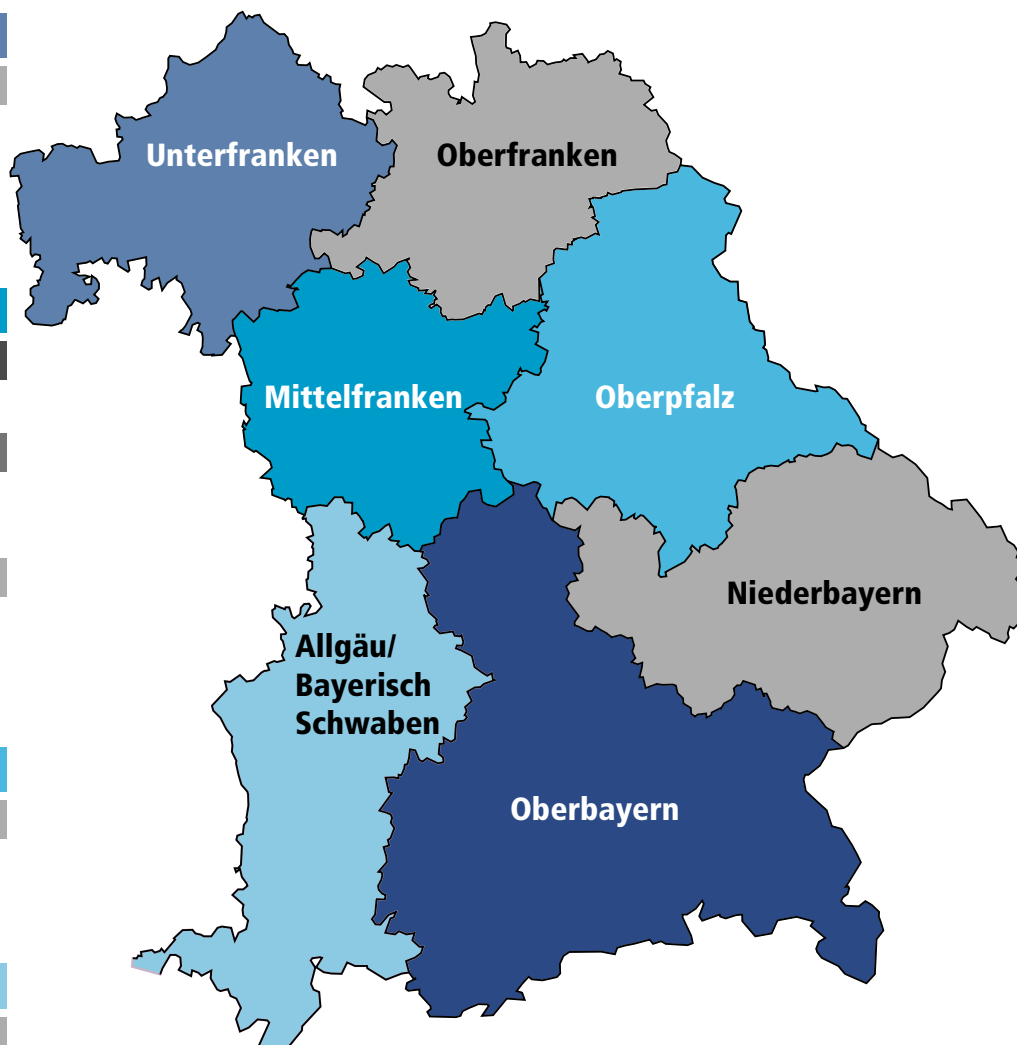 Unterfranken
Oberfranken
Mittelfranken
Oberpfalz
Niederbayern
Allgäu/
Bayerisch
Schwaben
Oberbayern